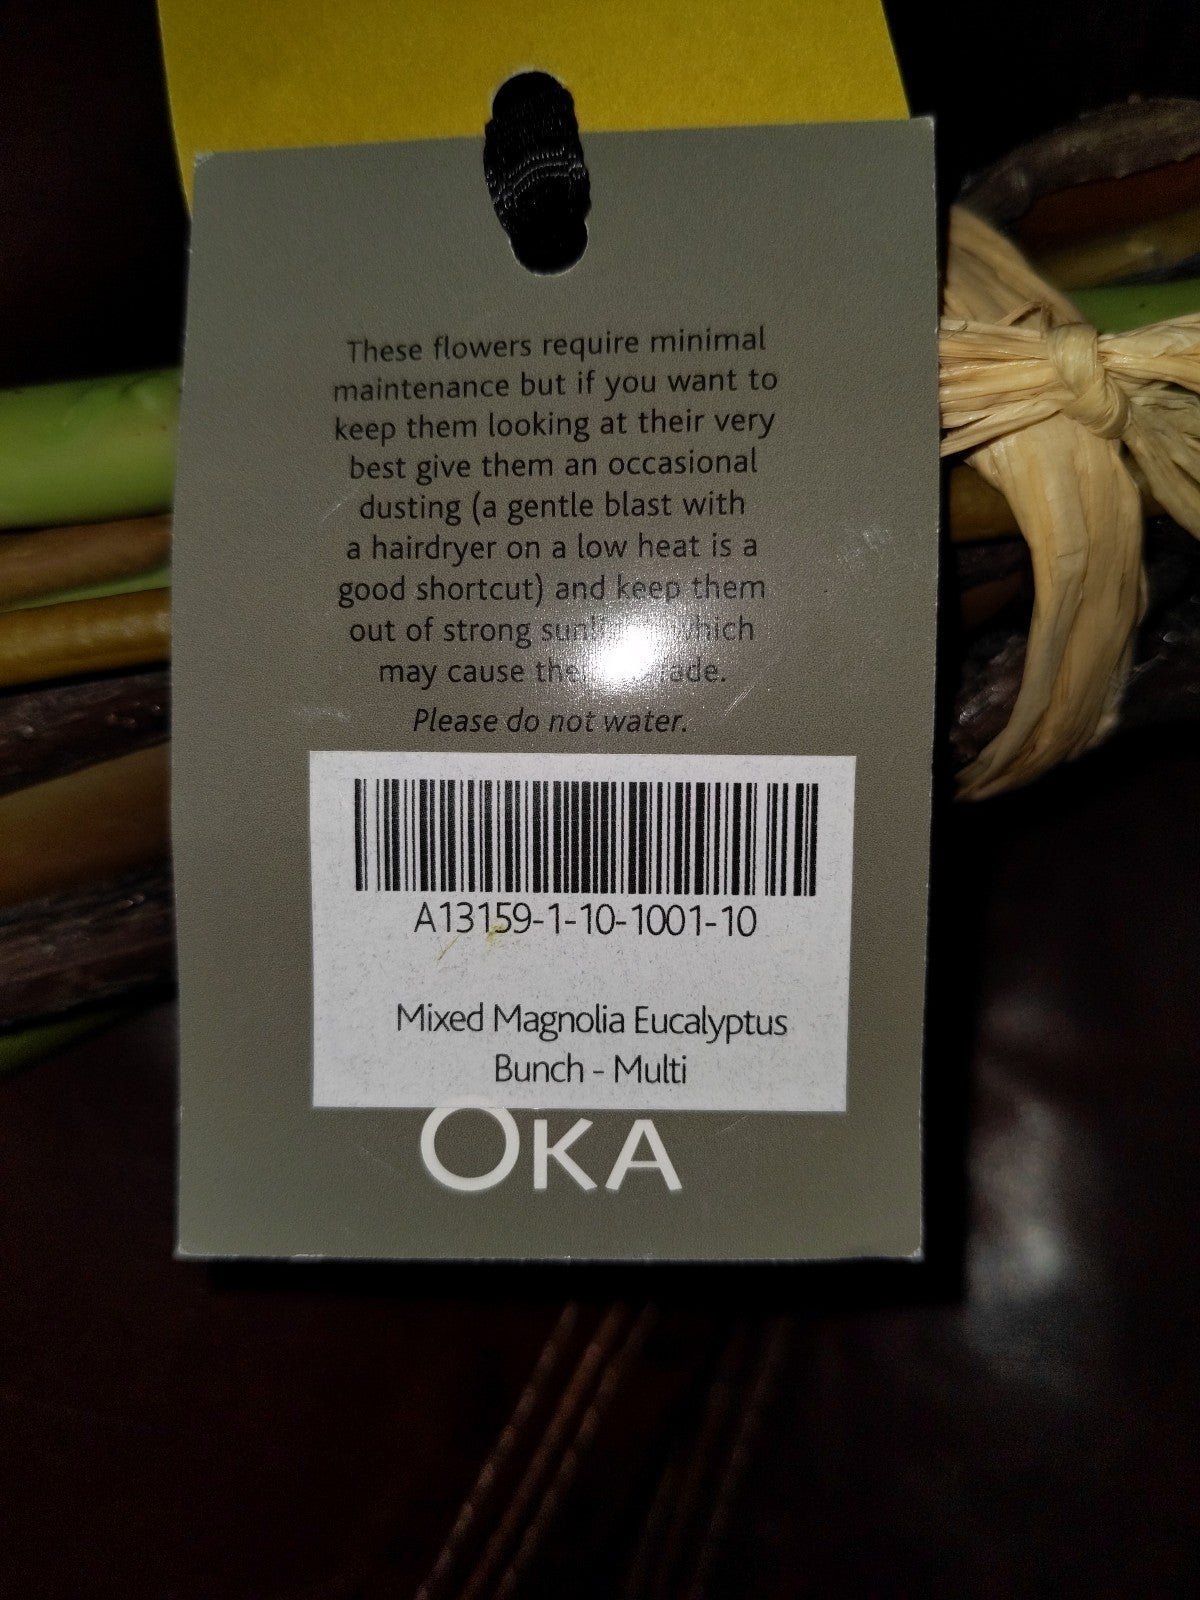 These flowers require minimal
maintenance but if you want to
keep them looking at their very
best give them an occasional
dusting (a gentle blast with
a hairdryer on a low heat is a
good shortcut) and keep them
out of strong which
may cause fade.
Please do not water.
A13159-1-10-1001-10
Mixed Magnolia Eucalyptus
Bunch - Multi
OKA